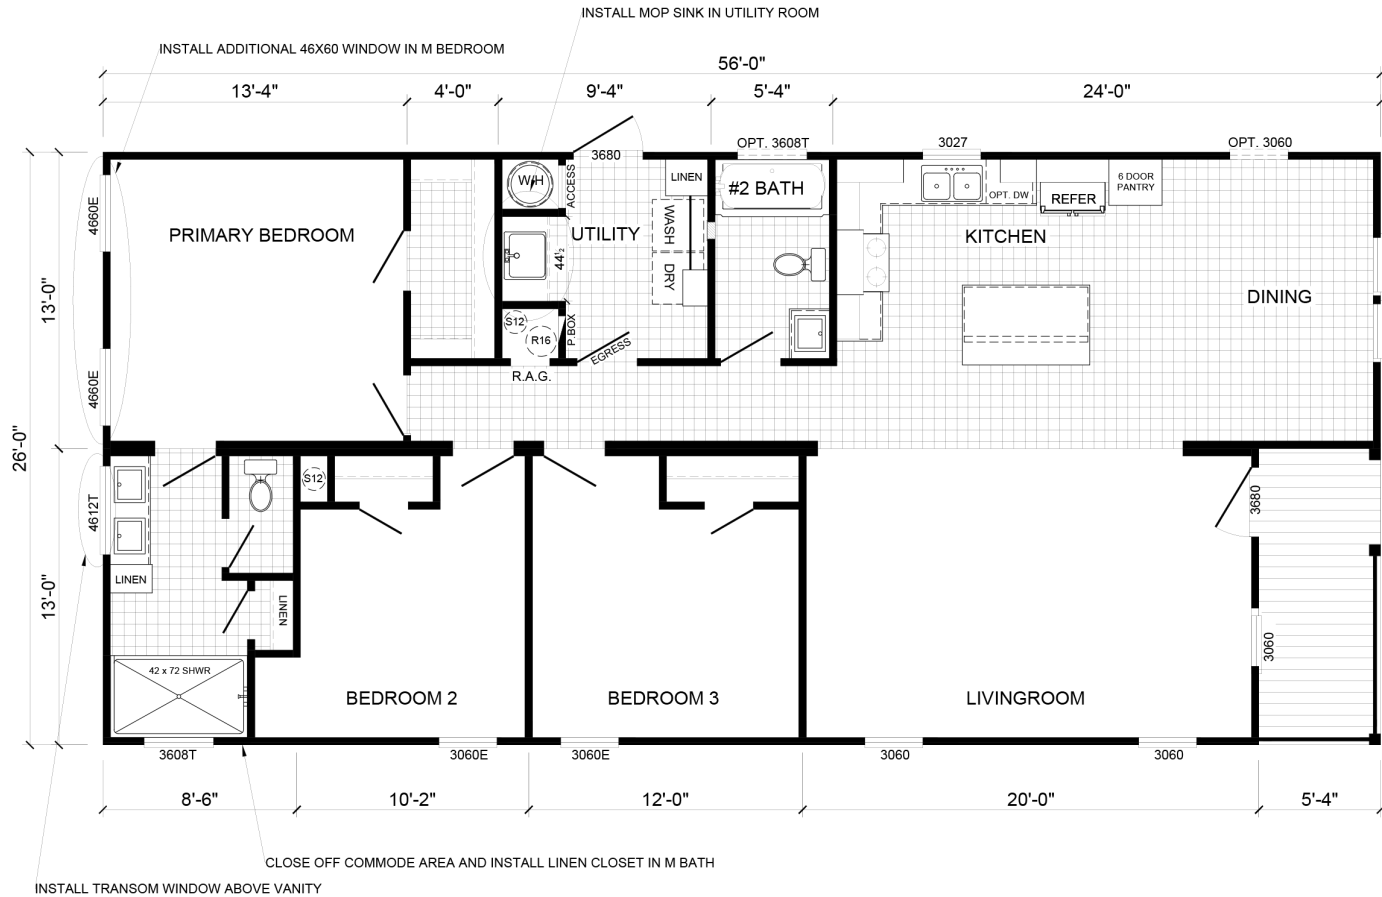 INSTALL MOP SINK IN UTILITY ROOM
INSTALL ADDITIONAL 46X60 WINDOW IN M BEDROOM
56'-0"
13'-4"
4'-0"
9'-4"
5'-4"
24'-0"
3680
OPT. 3608T
3027
OPT. 3060
W/H
ACCESS
LINEN
#2 BATH
OPT. DW
REFER
6 DOOR
PANTRY
4660E
PRIMARY BEDROOM
UTILITY
WASH
KITCHEN
44½
DRY
DINING
13'-0"
S12
R16
P.BOX
EGRESS
R.A.G.
4660E
26'-0"
S12
4612T
3680
LINEN
13'-0"
LINEN
3060
42 x 72 SHWR
BEDROOM 2
BEDROOM 3
LIVINGROOM
3608T
3060E
3060E
3060
3060
8'-6"
10'-2"
12'-0"
20'-0"
5'-4"
CLOSE OFF COMMODE AREA AND INSTALL LINEN CLOSET IN M BATH
INSTALL TRANSOM WINDOW ABOVE VANITY